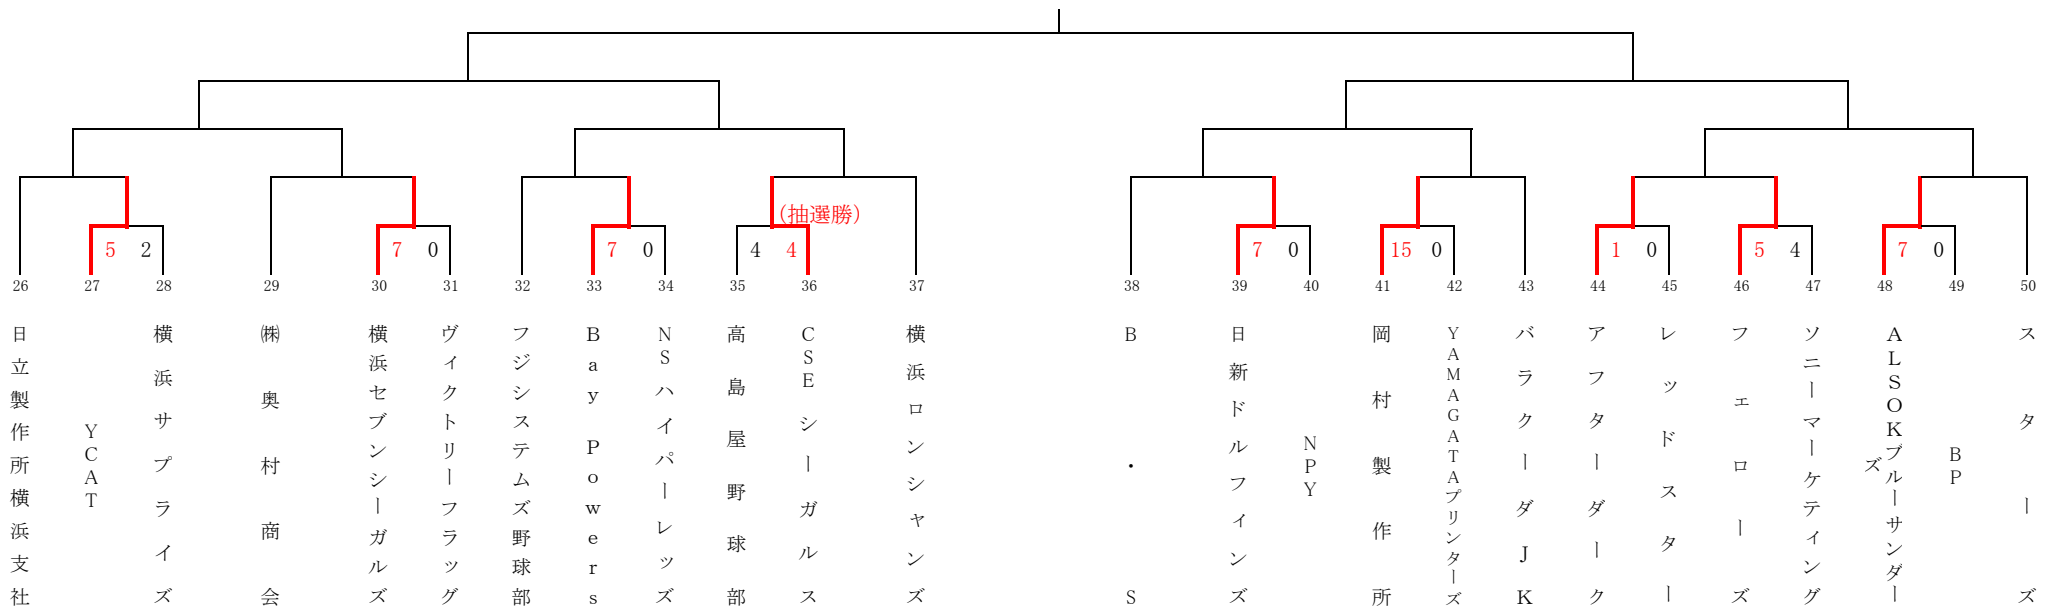 (抽選勝)
5 2 7 0 7 0 4 4 7 0 15 0 1 0 5 4 7 0
26 27 28 29 30 31 32 33 34 35 36 37 38 39 40 41 42 43 44 45 46 47 48 49 50
日立製作所横浜支社
YCAT
横浜サプライズ
㈱奥村商会
横浜セブンシーガルズ
ヴィクトリーフラッグ
フジシステムズ野球部
Bay Powers
NSハイパーレッズ
高島屋野球部
CSEシーガルス
横浜ロンシャンズ
B・S
日新ドルフィンズ
NPY
岡村製作所
YAMAGATAプリンターズ
バラクーダJK
アフターダーク
レッドスター
フェローズ
ソニーマーケティング
ALSOKブルーサンダーズ
BP
スターズ